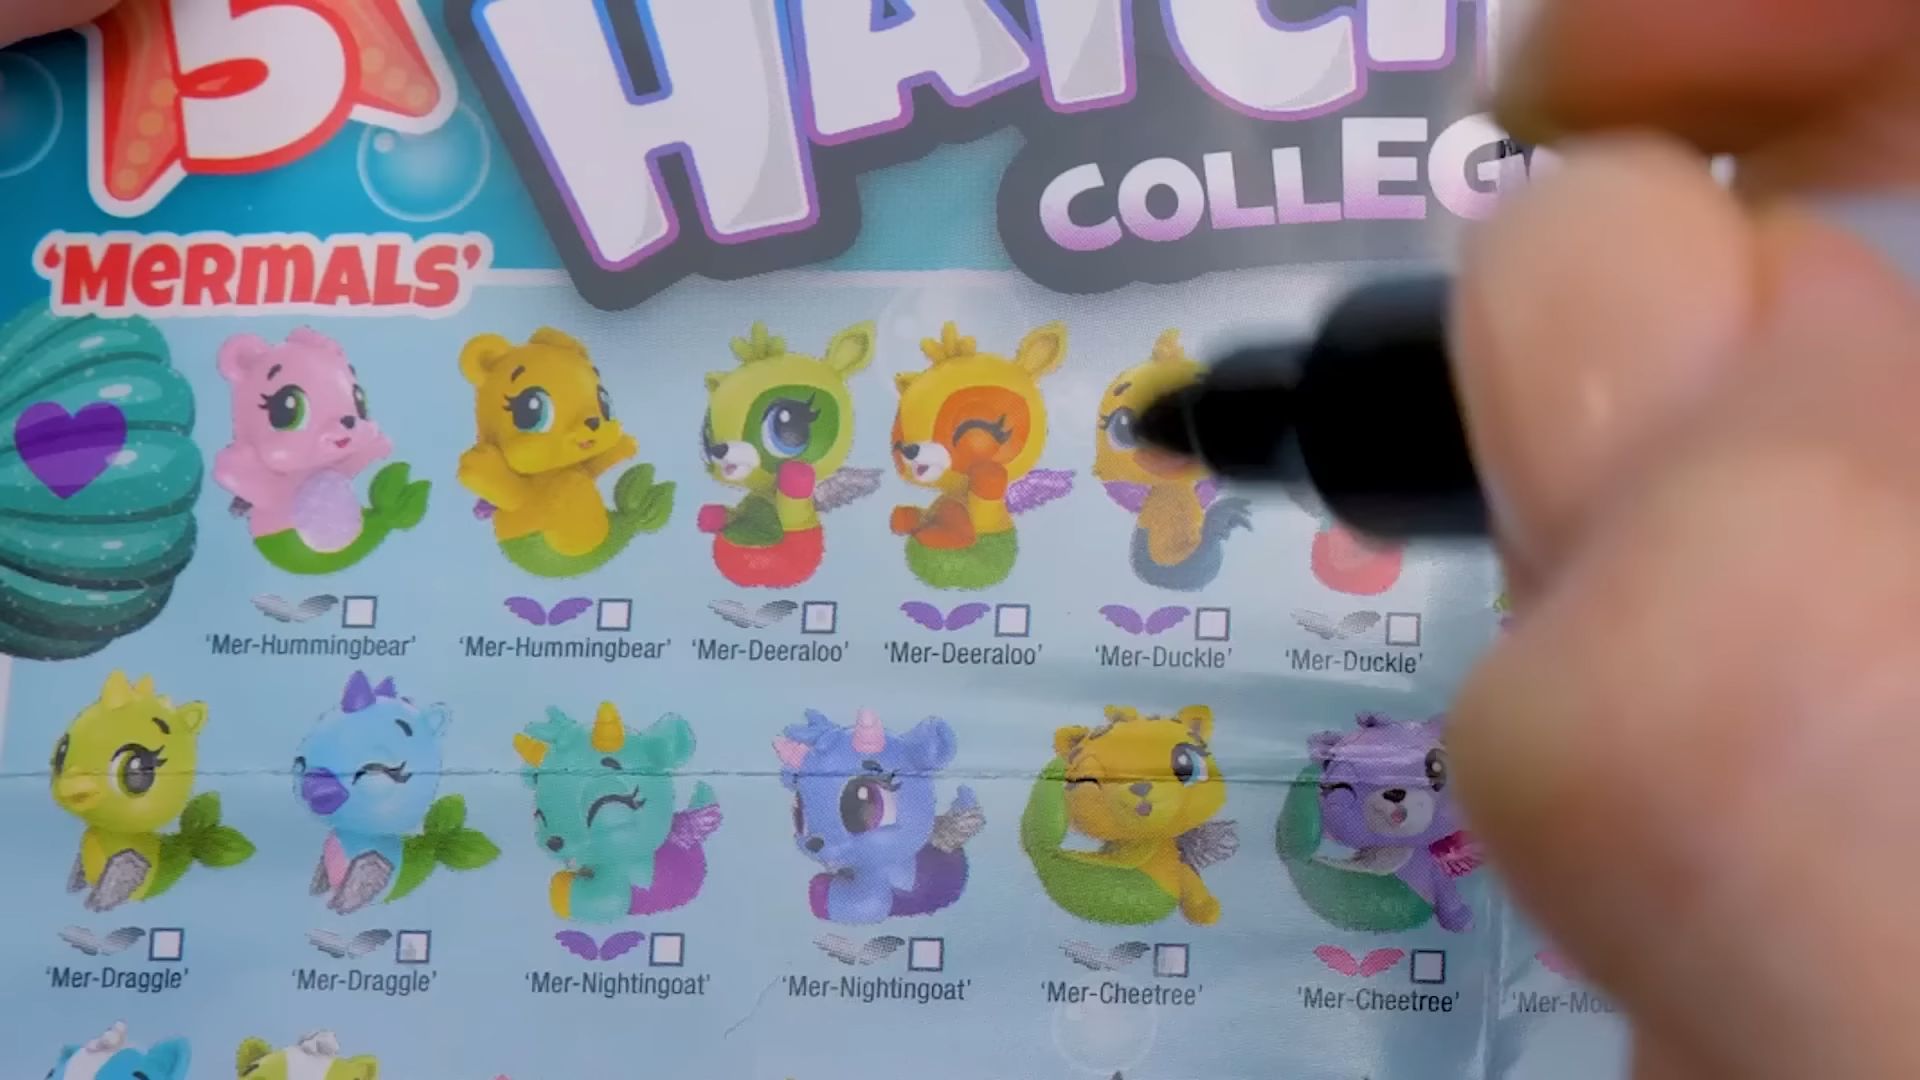 5
HATCH
COLLEG
'MERMALS'
'Mer-Hummingbear' 'Mer-Hummingbear' 'Mer-Deeraloo' 'Mer-Deeraloo' 'Mer-Duckle' 'Mer-Duckle'
'Mer-Draggle' 'Mer-Draggle' 'Mer-Nightingoat' 'Mer-Nightingoat' 'Mer-Cheetree' 'Mer-Cheetree'